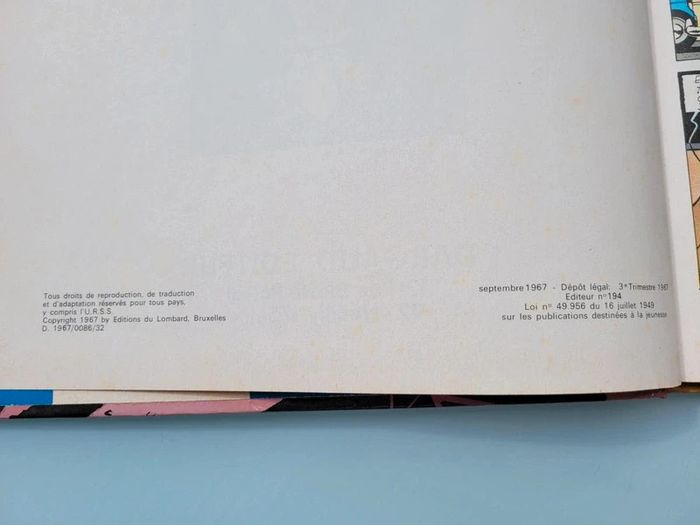 Tous droits de reproduction, de traduction
et d'adaptation réservés pour tous pays,
y compris l'U.R.S.S.
Copyright 1967 by Editions du Lombard, Bruxelles
D. 1967/0086/32
septembre 1967 - Dépôt légal: 3e Trimestre 1967
Editeur n° 194
Loi n° 49.956 du 16 juillet 1949
sur les publications destinées à la jeunesse